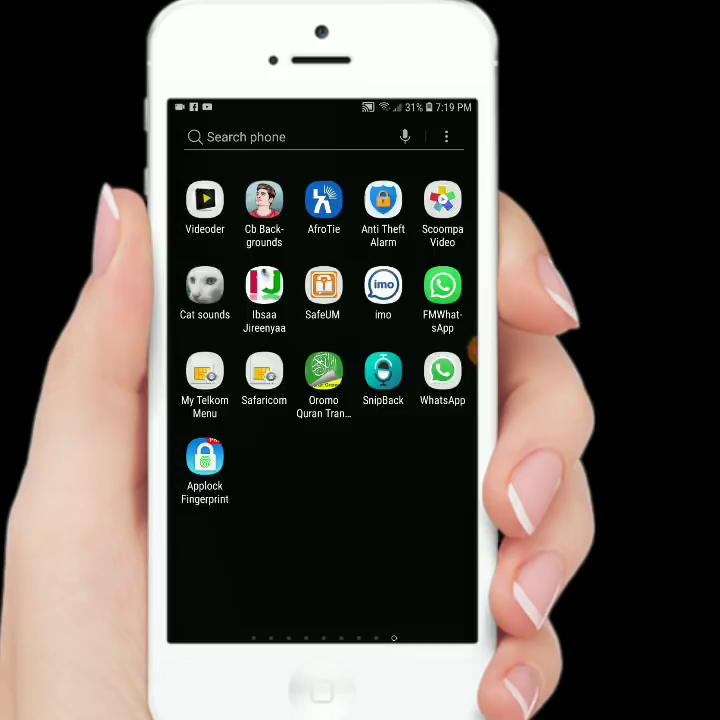 31% 7:19 PM
Search phone
Videoder
Cb Back-
grounds
AfroTie
Anti Theft
Alarm
Scoompa
Video
Cat sounds
Ibsaa
Jireenyaa
SafeUM
imo
imo
FMWhat-
sApp
My Telkom
Menu
Safaricom
Oromo
Quran Tran...
SnipBack
WhatsApp
Applock
Fingerprint